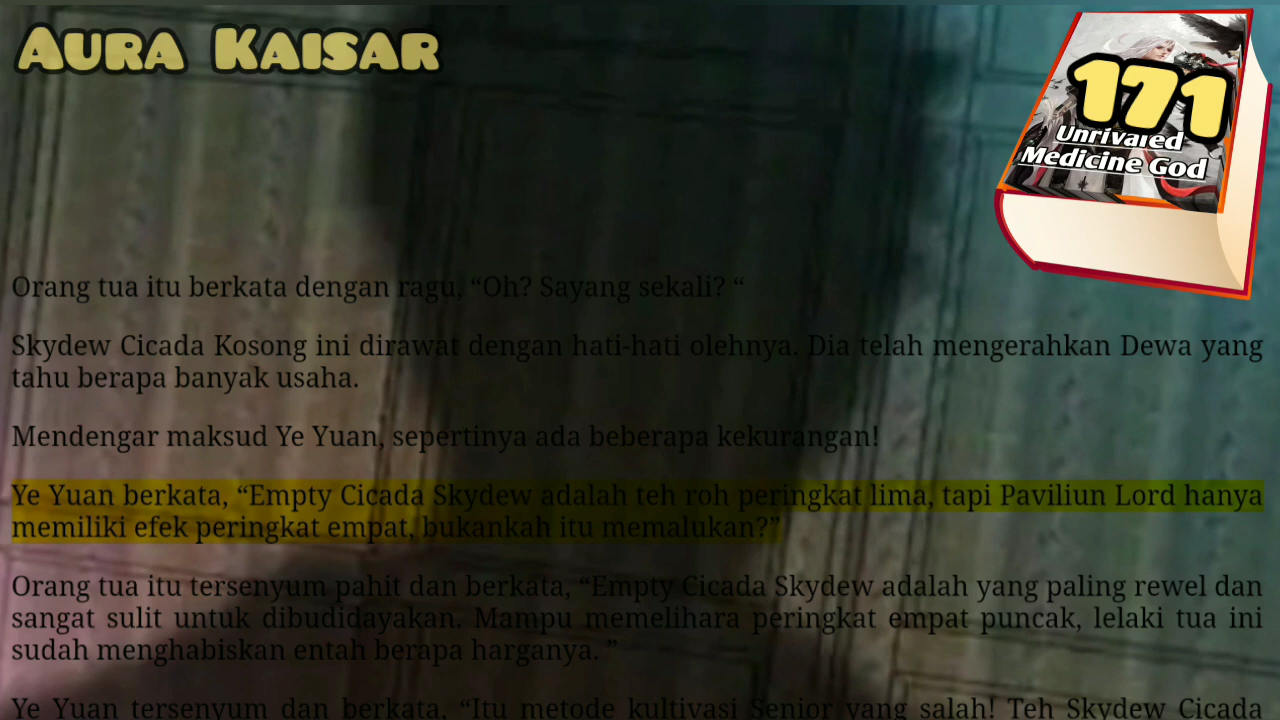 Aura Kaisar
171
Unrivaled
Medicine God
Orang tua itu berkata dengan ragu, “Oh? Sayang sekali? “
Skydew Cicada Kosong ini dirawat dengan hati-hati olehnya. Dia telah mengerahkan Dewa yang
tahu berapa banyak usaha.
Mendengar maksud Ye Yuan, sepertinya ada beberapa kekurangan!
Ye Yuan berkata, “Empty Cicada Skydew adalah teh roh peringkat lima, tapi Paviliun Lord hanya
memiliki efek peringkat empat, bukankah itu memalukan?”
Orang tua itu tersenyum pahit dan berkata, “Empty Cicada Skydew adalah yang paling rewel dan
sangat sulit untuk dibudidayakan. Mampu memelihara peringkat empat puncak, lelaki tua ini
sudah menghabiskan entah berapa harganya. ”
Ye Yuan tersenyum dan berkata, “Itu metode kultivasi Senior yang salah! Teh Skydew Cicada